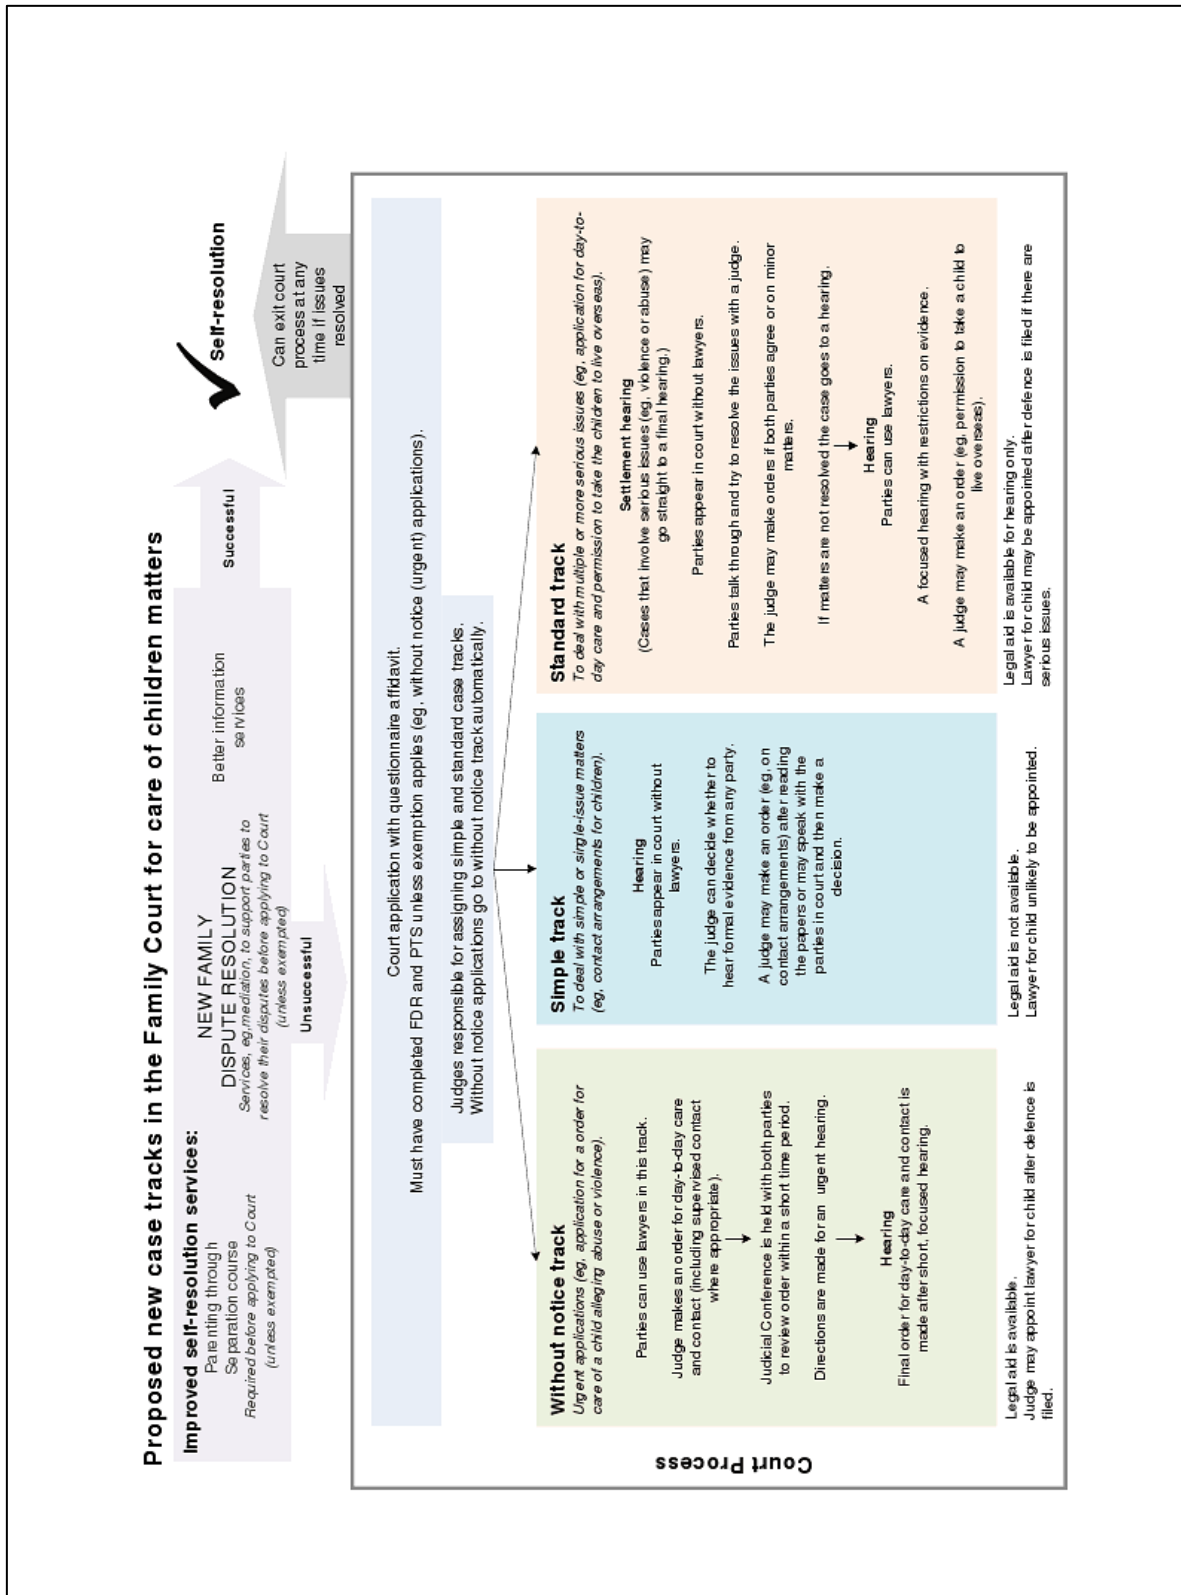 Proposed new case tracks in the Family Court for care of children matters
Improved self-resolution services:
Parenting through
Separation course
Required before applying to Court
(unless exempted)
NEW FAMILY
DISPUTE RESOLUTION
Services, eg,mediation, to support parties to
resolve their disputes before applying to Court
(unless exempted)
Better information
services
Successful
Self-resolution
Unsuccessful
Can exit court
process at any
time if issues
resolved
Court Process
Court application with questionnaire affidavit.
Must have completed FDR and PTS unless exemption applies (eg, without notice (urgent) applications).
Judges responsible for assigning simple and standard case tracks.
Without notice applications go to without notice track automatically.
Without notice track
Urgent applications (eg, application for a order for
care of a child alleging abuse or violence).
Parties can use lawyers in this track.
Judge makes an order for day-to-day care
and contact (including supervised contact
where appropriate).
Judicial Conference is held with both parties
to review order within a short time period.
Directions are made for an urgent hearing.
Hearing
Final order for day-to-day care and contact is
made after short, focused hearing.
Legal aid is available.
Judge may appoint lawyer for child after defence is
filed.
Simple track
To deal with simple or single-issue matters
(eg, contact arrangements for children).
Hearing
Parties appear in court without
lawyers.
The judge can decide whether to
hear formal evidence from any party.
A judge may make an order (eg, on
contact arrangements) after reading
the papers or may speak with the
parties in court and then make a
decision.
Legal aid is not available.
Lawyer for child unlikely to be appointed.
Standard track
To deal with multiple or more serious issues (eg, application for day-to-
day care and permission to take the children to live overseas).
Settlement hearing
(Cases that involve serious issues (eg, violence or abuse) may
go straight to a final hearing.)
Parties appear in court without lawyers.
Parties talk through and try to resolve the issues with a judge.
The judge may make orders if both parties agree or on minor
matters.
If matters are not resolved the case goes to a hearing.
Hearing
Parties can use lawyers.
A focused hearing with restrictions on evidence.
A judge may make an order (eg, permission to take a child to
live overseas).
Legal aid is available for hearing only.
Lawyer for child may be appointed after defence is filed if there are
serious issues.